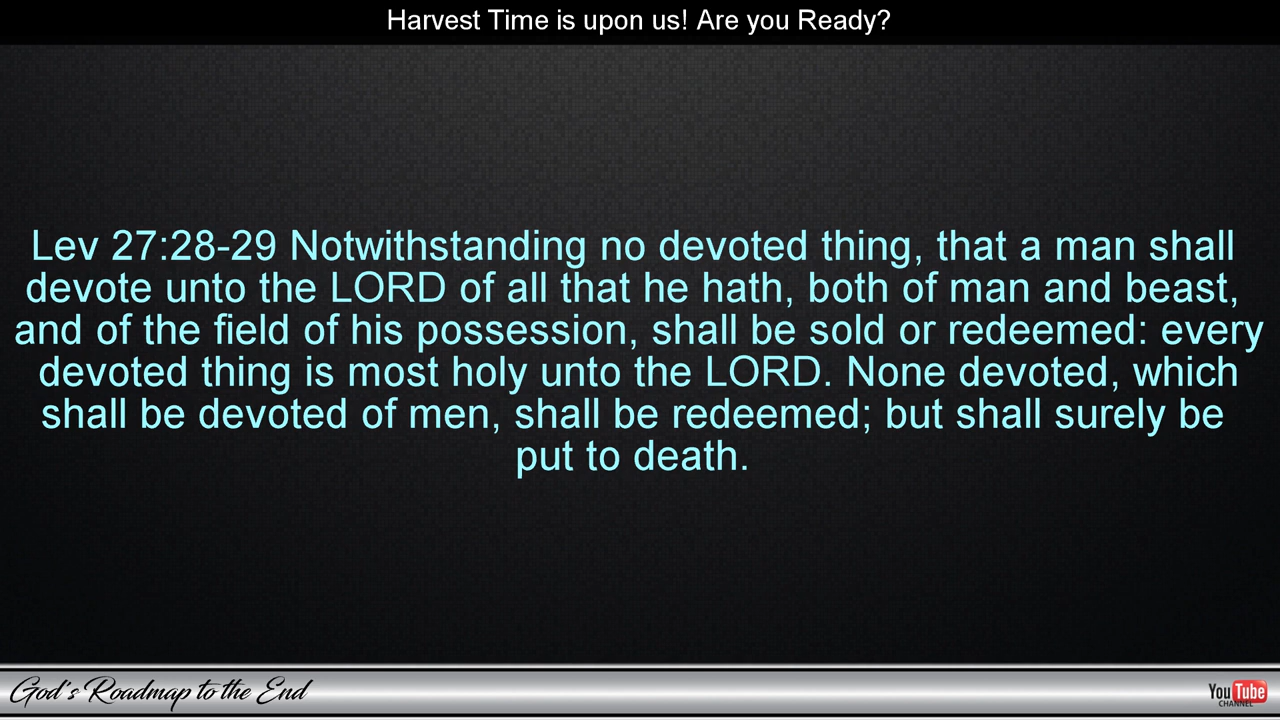 Harvest Time is upon us! Are you Ready?
Lev 27:28-29 Notwithstanding no devoted thing, that a man shall
devote unto the LORD of all that he hath, both of man and beast,
and of the field of his possession, shall be sold or redeemed: every
devoted thing is most holy unto the LORD. None devoted, which
shall be devoted of men, shall be redeemed; but shall surely be
put to death.
God's Roadmap to the End
YouTube
CHANNEL